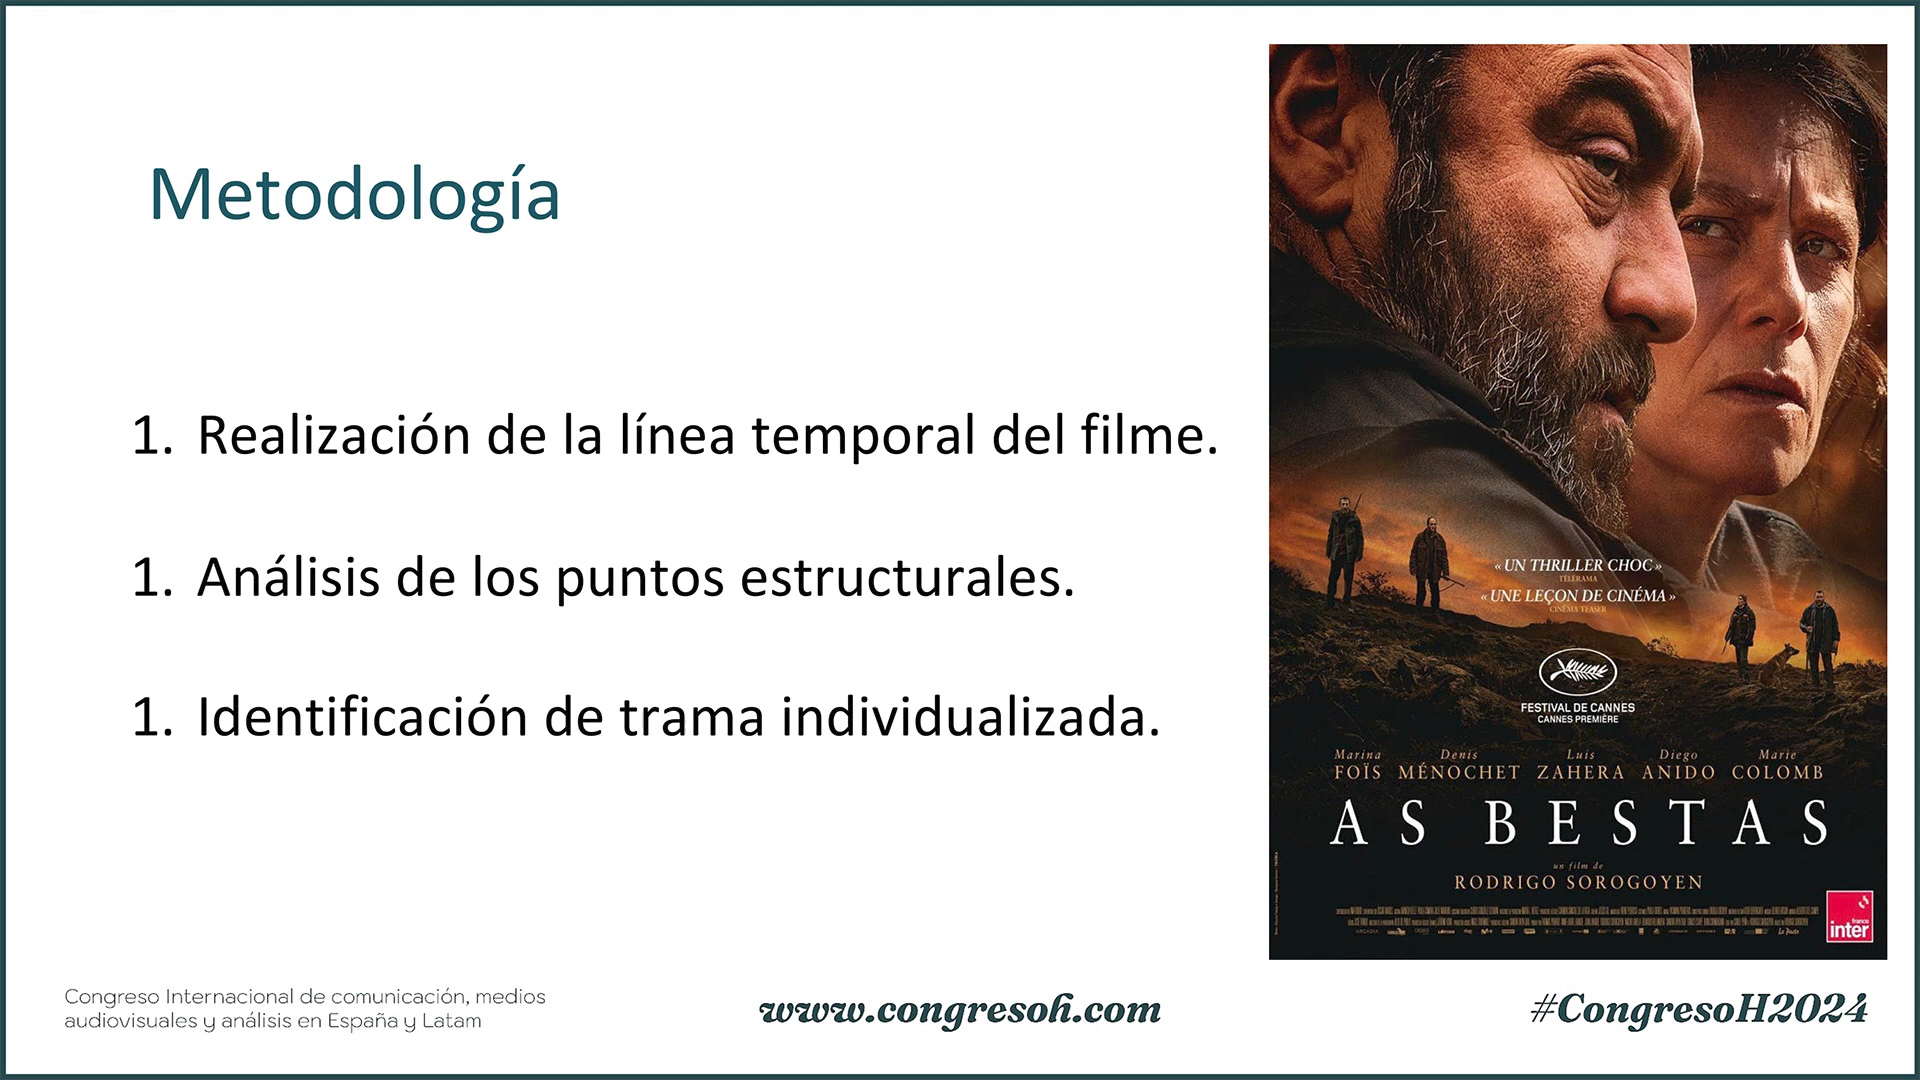 Metodología
1. Realización de la línea temporal del filme.
1. Análisis de los puntos estructurales.
1. Identificación de trama individualizada.
« UN THRILLER CHOC »
TÉLÉRAMA
« UNE LEÇON DE CINÉMA »
CINÉMA TEASER
FESTIVAL DE CANNES
CANNES PREMIÈRE
Marina Denis Luis Diego Marie
FOÏS MÉNOCHET ZAHERA ANIDO COLOMB
AS BESTAS
un film de
RODRIGO SOROGOYEN
france
inter
Congreso Internacional de comunicación, medios
audiovisuales y análisis en España y Latam
www.congresoh.com
#CongresoH2024